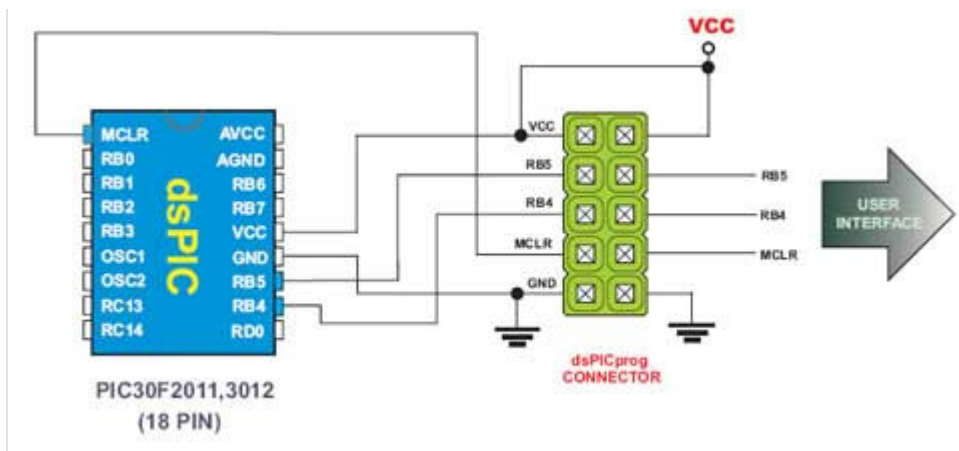 VCC
MCLR
RB0
RB1
RB2
RB3
OSC1
OSC2
RC13
RC14
dsPIC
AVCC
AGND
RB6
RB7
VCC
GND
RB5
RB4
RD0
VCC
RB5
RB4
MCLR
GND
RB5
RB4
MCLR
USER
INTERFACE
dsPICprog
CONNECTOR
PIC30F2011,3012
(18 PIN)